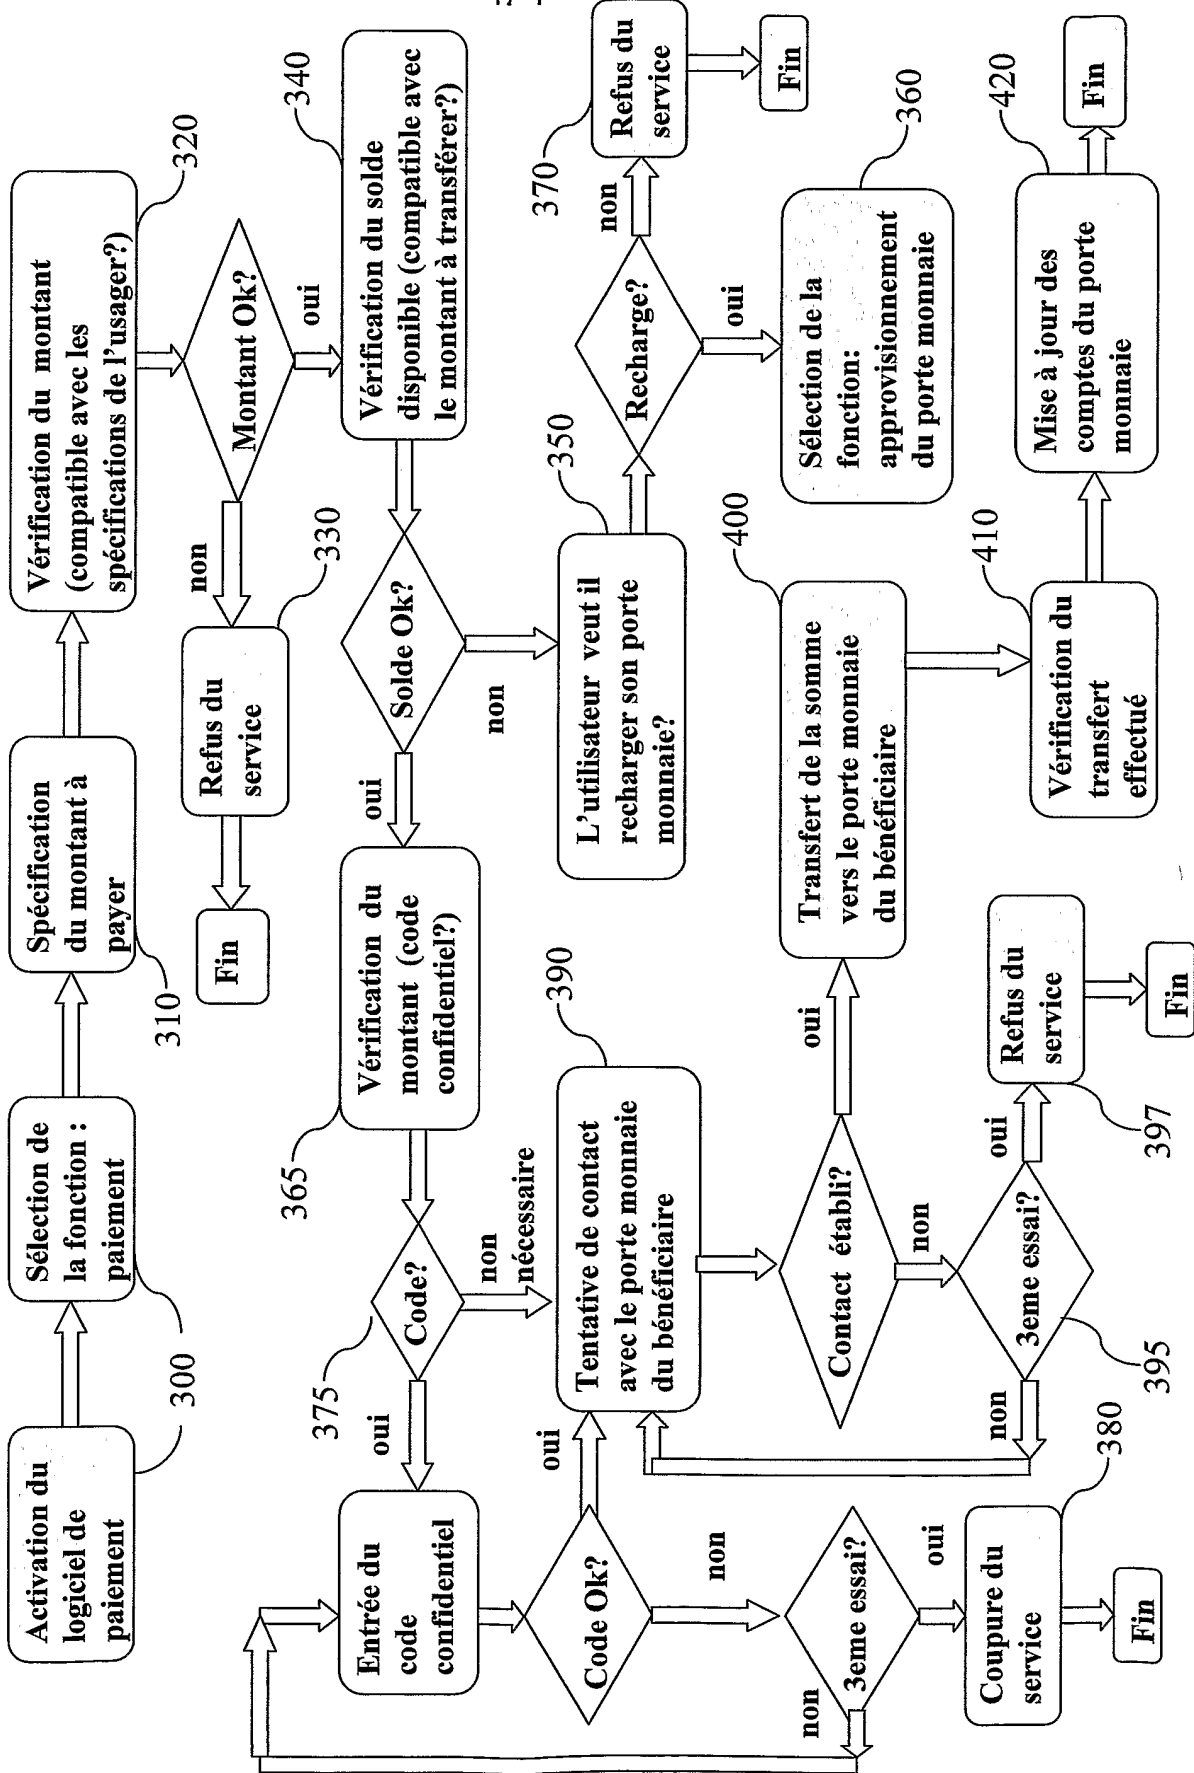 Activation du
logiciel de
paiement
300
Sélection de
la fonction :
paiement
310
Spécification
du montant à
payer
Vérification du montant
(compatible avec les
spécifications de l'usager?)
320
Montant Ok?
non
oui
Refus du
service
330
Fin
340
Vérification du solde
disponible (compatible avec
le montant à transférer?)
Solde Ok?
oui
non
365
Vérification du
montant (code
confidentiel?)
375
Code?
oui
non
nécessaire
Entrée du
code
confidentiel
Code Ok?
oui
non
3eme essai?
non
oui
380
Coupure du
service
Fin
350
L'utilisateur veut il
recharger son porte
monnaie?
Recharge?
non
oui
370
Refus du
service
Fin
360
Sélection de la
fonction:
approvisionnement
du porte monnaie
390
Tentative de contact
avec le porte monnaie
du bénéficiaire
Contact établi?
oui
non
3eme essai?
395
non
oui
397
Refus du
service
Fin
400
Transfert de la somme
vers le porte monnaie
du bénéficiaire
410
Vérification du
transfert
effectué
420
Mise à jour des
comptes du porte
monnaie
Fin